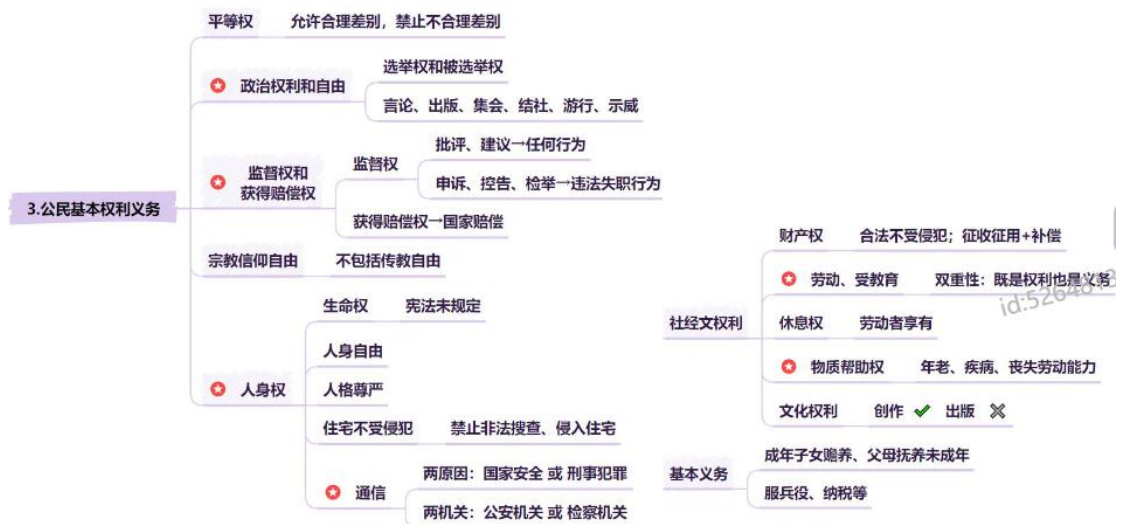 3.公民基本权利义务
平等权 允许合理差别，禁止不合理差别
政治权利和自由
选举权和被选举权
言论、出版、集会、结社、游行、示威
监督权和
获得赔偿权
监督权
批评、建议→任何行为
申诉、控告、检举→违法失职行为
获得赔偿权→国家赔偿
宗教信仰自由 不包括传教自由
人身权
生命权 宪法未规定
人身自由
人格尊严
住宅不受侵犯 禁止非法搜查、侵入住宅
通信
两原因：国家安全 或 刑事犯罪
两机关：公安机关 或 检察机关
社经文权利
财产权 合法不受侵犯；征收征用+补偿
劳动、受教育 双重性：既是权利也是义务
休息权 劳动者享有
物质帮助权 年老、疾病、丧失劳动能力
文化权利 创作 ✔ 出版 ✖
基本义务
成年子女赡养、父母抚养未成年
服兵役、纳税等
id:5264813